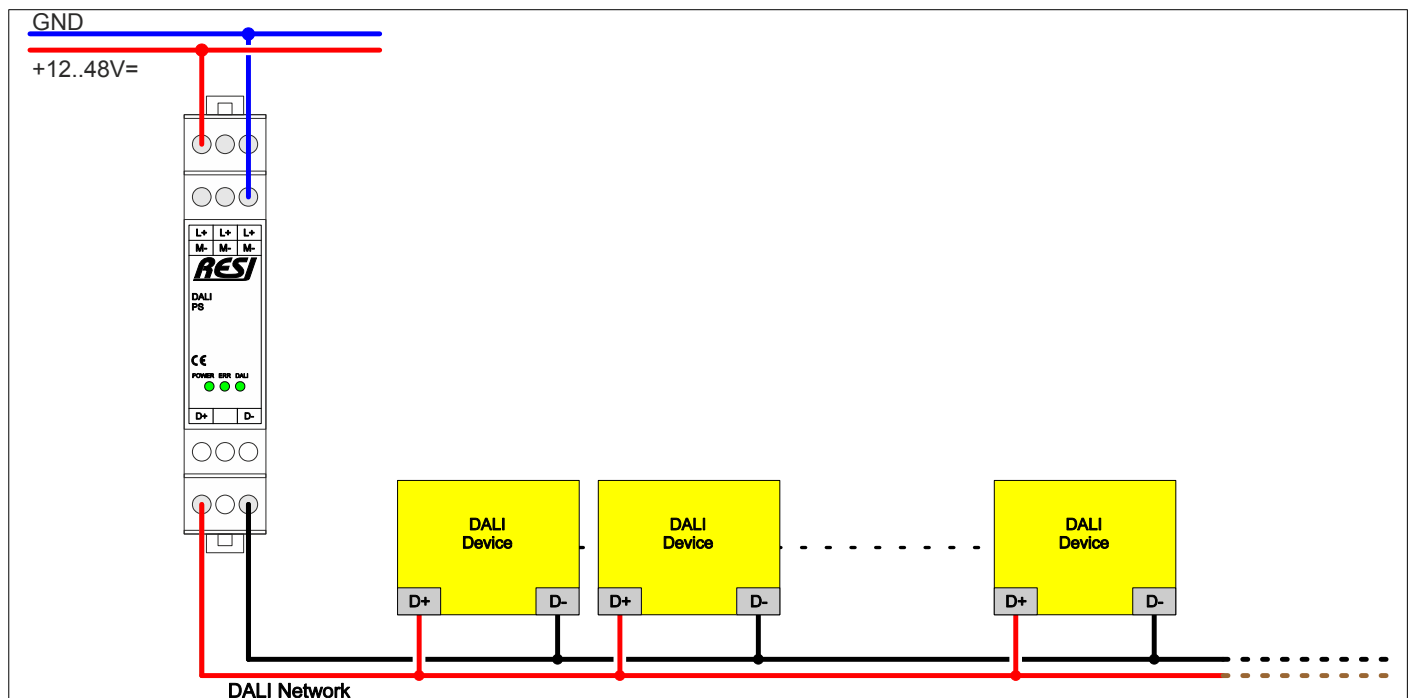 GND
+12..48V=
L+ L+ L+
M- M- M-
RESI
DALI
PS
CE
POWER ERR DALI
D+ D-
DALI
Device
DALI
Device
DALI
Device
D+ D- D+ D- D+ D-
DALI Network